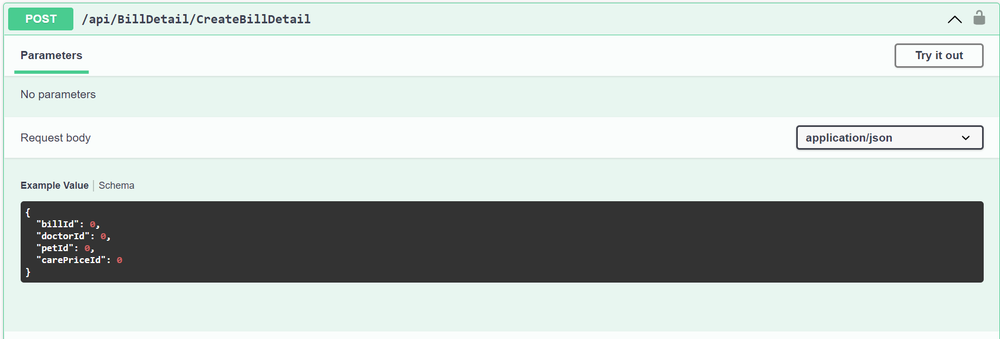 POST /api/BillDetail/CreateBillDetail
Parameters
Try it out
No parameters
Request body
application/json
Example Value | Schema
{
  "billId": 0,
  "doctorId": 0,
  "petId": 0,
  "carePriceId": 0
}